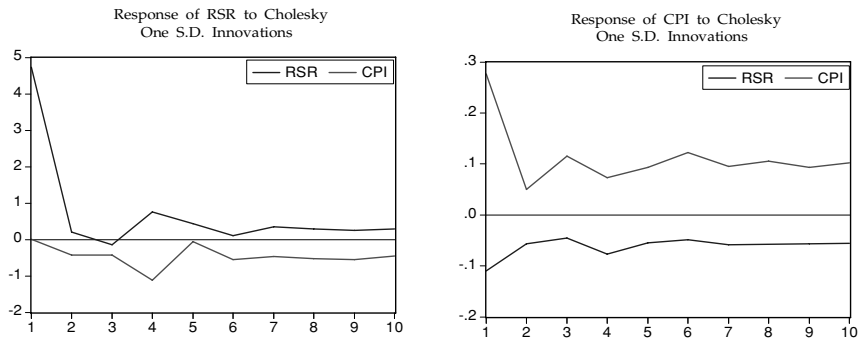 Response of RSR to Cholesky
One S.D. Innovations
RSR CPI
5
4
3
2
1
0
-1
-2
1 2 3 4 5 6 7 8 9 10
Response of CPI to Cholesky
One S.D. Innovations
RSR CPI
.3
.2
.1
.0
-.1
-.2
1 2 3 4 5 6 7 8 9 10